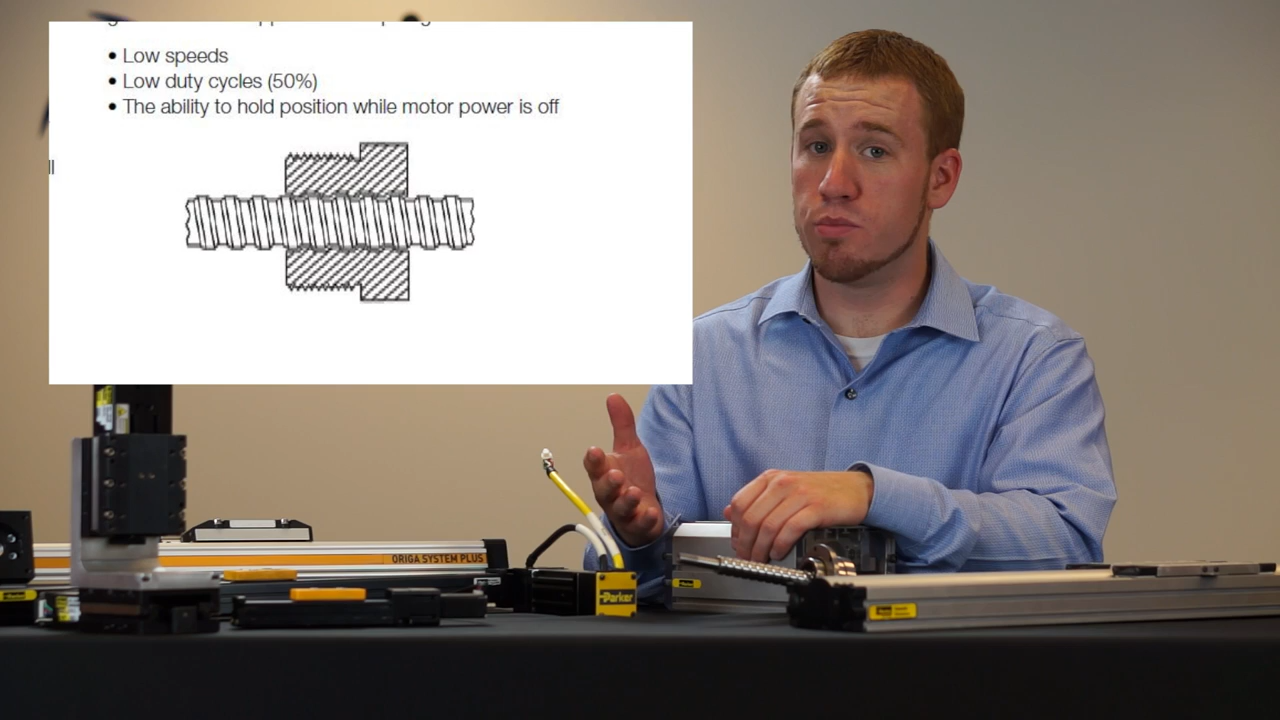 • Low speeds
• Low duty cycles (50%)
• The ability to hold position while motor power is off
ORIGA SYSTEM PLUS
Parker